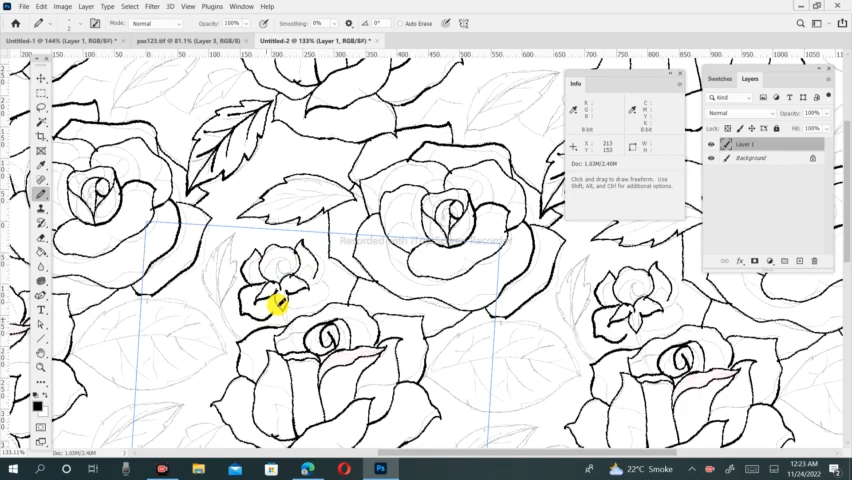 File Edit Image Layer Type Select Filter 3D View Plugins Window Help
Mode: Normal Opacity: 100% Smoothing: 0% 0° Auto Erase
Untitled-1 @ 144% (Layer 1, RGB/8#) * × pae123.tif @ 81.1% (Layer 3, RGB/8) × Untitled-2 @ 133% (Layer 1, RGB/8#) * ×
Info
R :
G :
B :
8-bit
C :
M :
Y :
K :
8-bit
X : 213
Y : 153
W :
H :
Doc: 1.03M/2.40M
Click and drag to draw freeform. Use
Shift, Alt, and Ctrl for additional options.
Swatches Layers
Kind
Normal Opacity: 100%
Lock: Fill: 100%
Layer 1
Background
133.11% Doc: 1.03M/2.40M
22°C Smoke
12:23 AM
11/24/2022